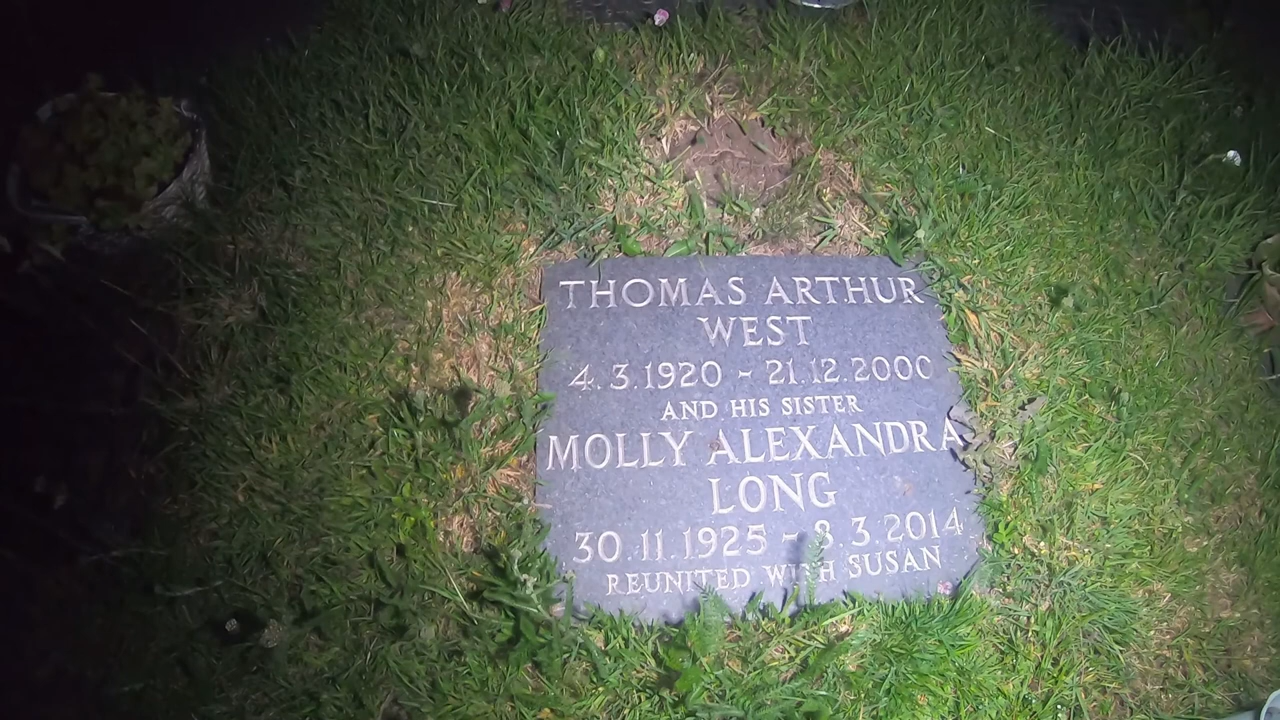 THOMAS ARTHUR
WEST
4.3.1920 - 21.12.2000
AND HIS SISTER
MOLLY ALEXANDRA
LONG
30.11.1925 - 8.3.2014
REUNITED WITH SUSAN